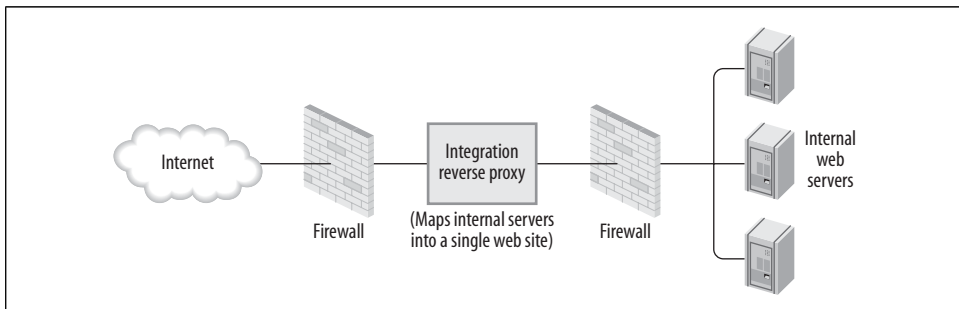 Internet
Firewall
Integration
reverse proxy
(Maps internal servers
into a single web site)
Firewall
Internal
web
servers